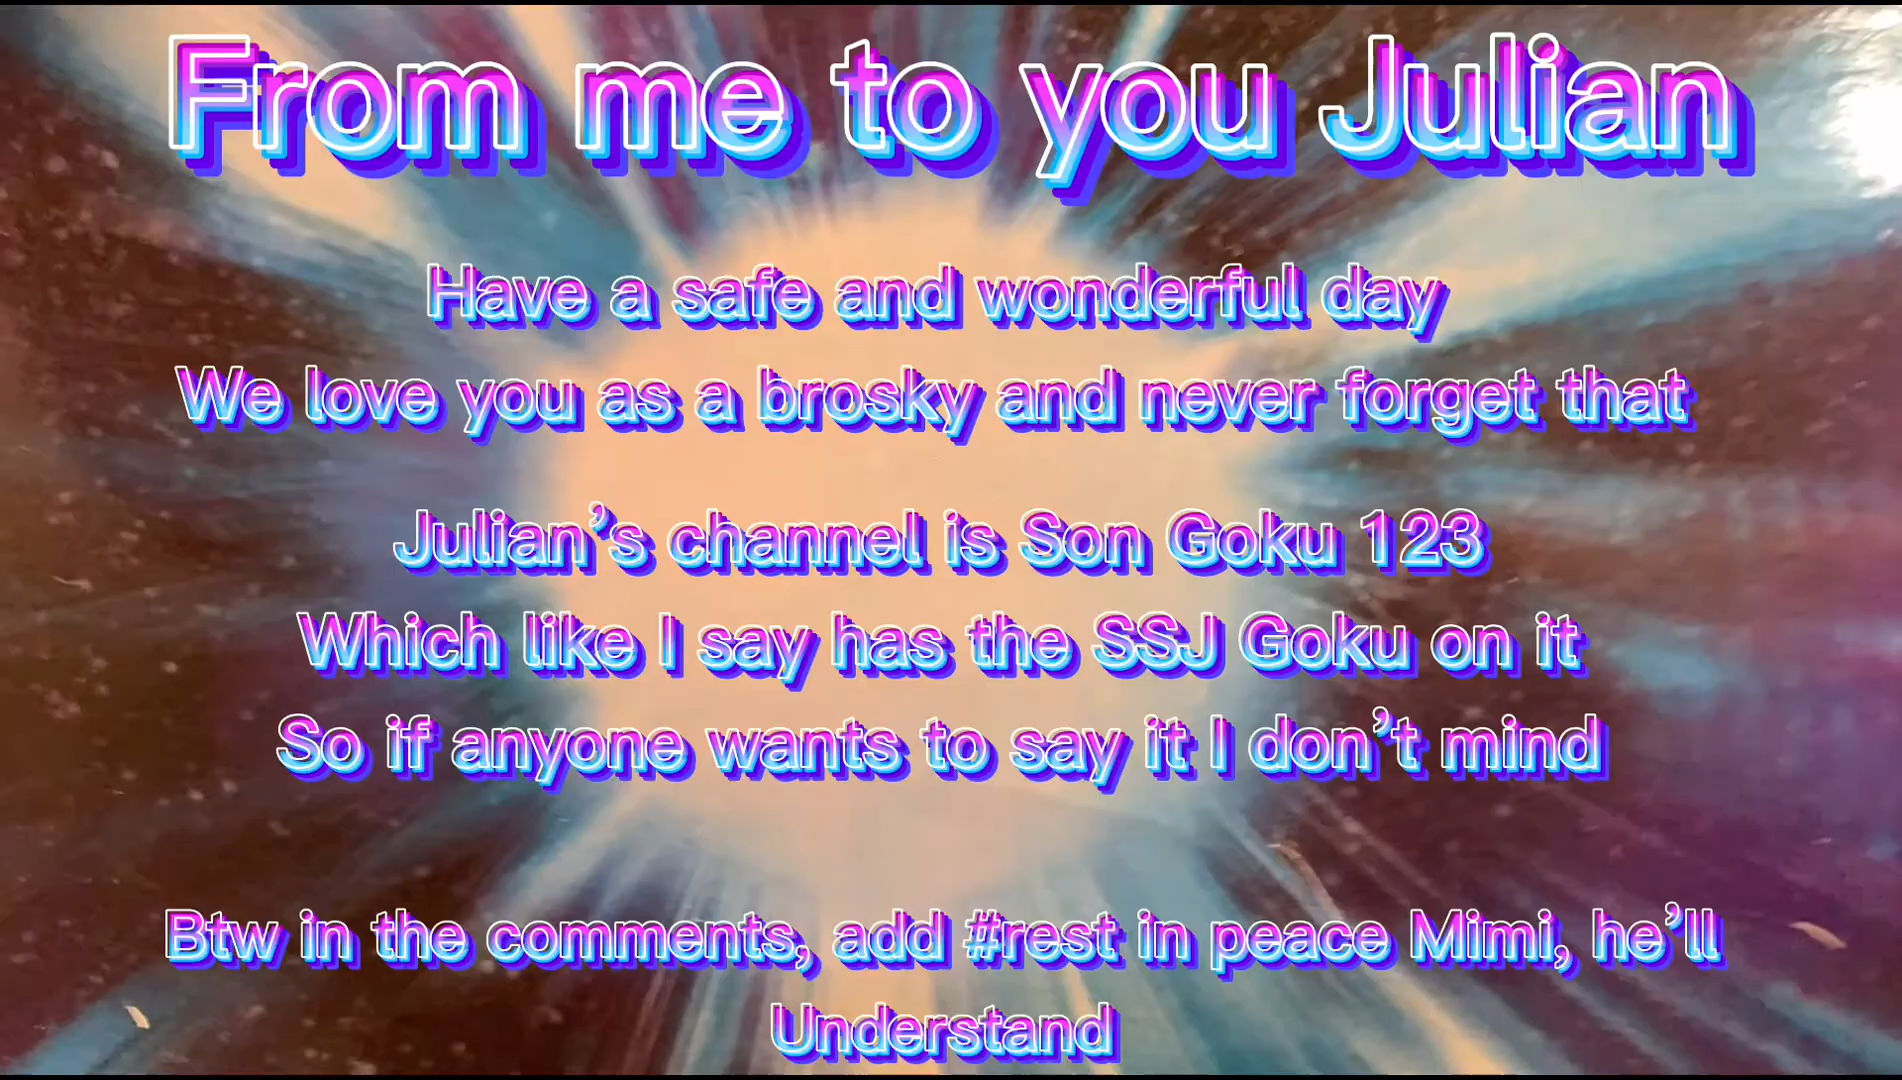 From me to you Julian
Have a safe and wonderful day
We love you as a brosky and never forget that
Julian’s channel is Son Goku 123
Which like I say has the SSJ Goku on it
So if anyone wants to say it I don’t mind
Btw in the comments, add #rest in peace Mimi, he’ll
Understand